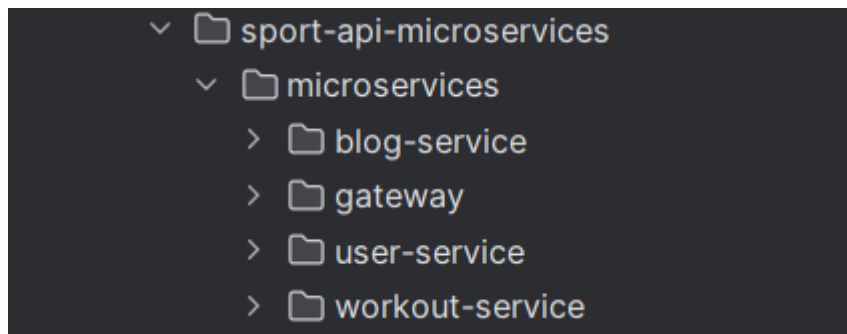 sport-api-microservices
microservices
blog-service
gateway
user-service
workout-service